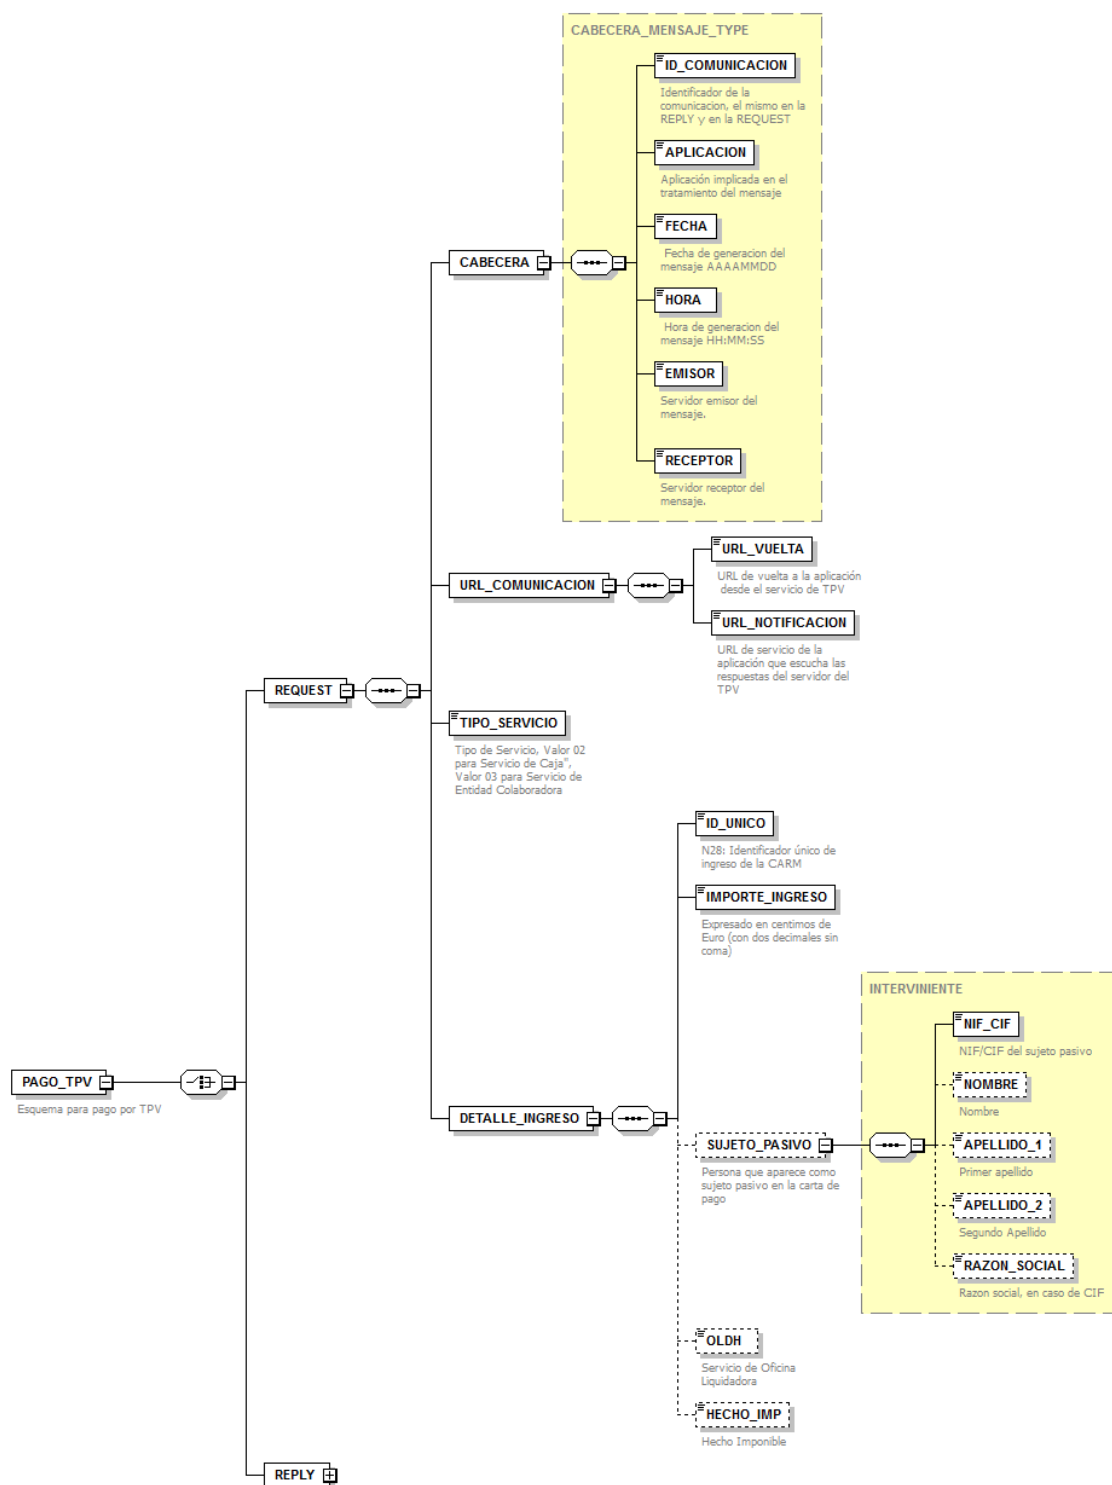 CABECERA_MENSAJE_TYPE
ID_COMUNICACION
Identificador de la
comunicacion, el mismo en la
REPLY y en la REQUEST
APLICACION
Aplicación implicada en el
tratamiento del mensaje
FECHA
Fecha de generacion del
mensaje AAAAMMDD
CABECERA
HORA
Hora de generacion del
mensaje HH:MM:SS
EMISOR
Servidor emisor del
mensaje.
RECEPTOR
Servidor receptor del
mensaje.
URL_COMUNICACION
URL_VUELTA
URL de vuelta a la aplicación
desde el servicio de TPV
URL_NOTIFICACION
URL de servicio de la
aplicación que escucha las
respuestas del servidor del
TPV
REQUEST
TIPO_SERVICIO
Tipo de Servicio, Valor 02
para Servicio de Caja",
Valor 03 para Servicio de
Entidad Colaboradora
ID_UNICO
N28: Identificador único de
ingreso de la CARM
IMPORTE_INGRESO
Expresado en centimos de
Euro (con dos decimales sin
coma)
INTERVINIENTE
NIF_CIF
NIF/CIF del sujeto pasivo
PAGO_TPV
Esquema para pago por TPV
NOMBRE
Nombre
DETALLE_INGRESO
SUJETO_PASIVO
Persona que aparece como
sujeto pasivo en la carta de
pago
APELLIDO_1
Primer apellido
APELLIDO_2
Segundo Apellido
RAZON_SOCIAL
Razon social, en caso de CIF
OLDH
Servicio de Oficina
Liquidadora
HECHO_IMP
Hecho Imponible
REPLY